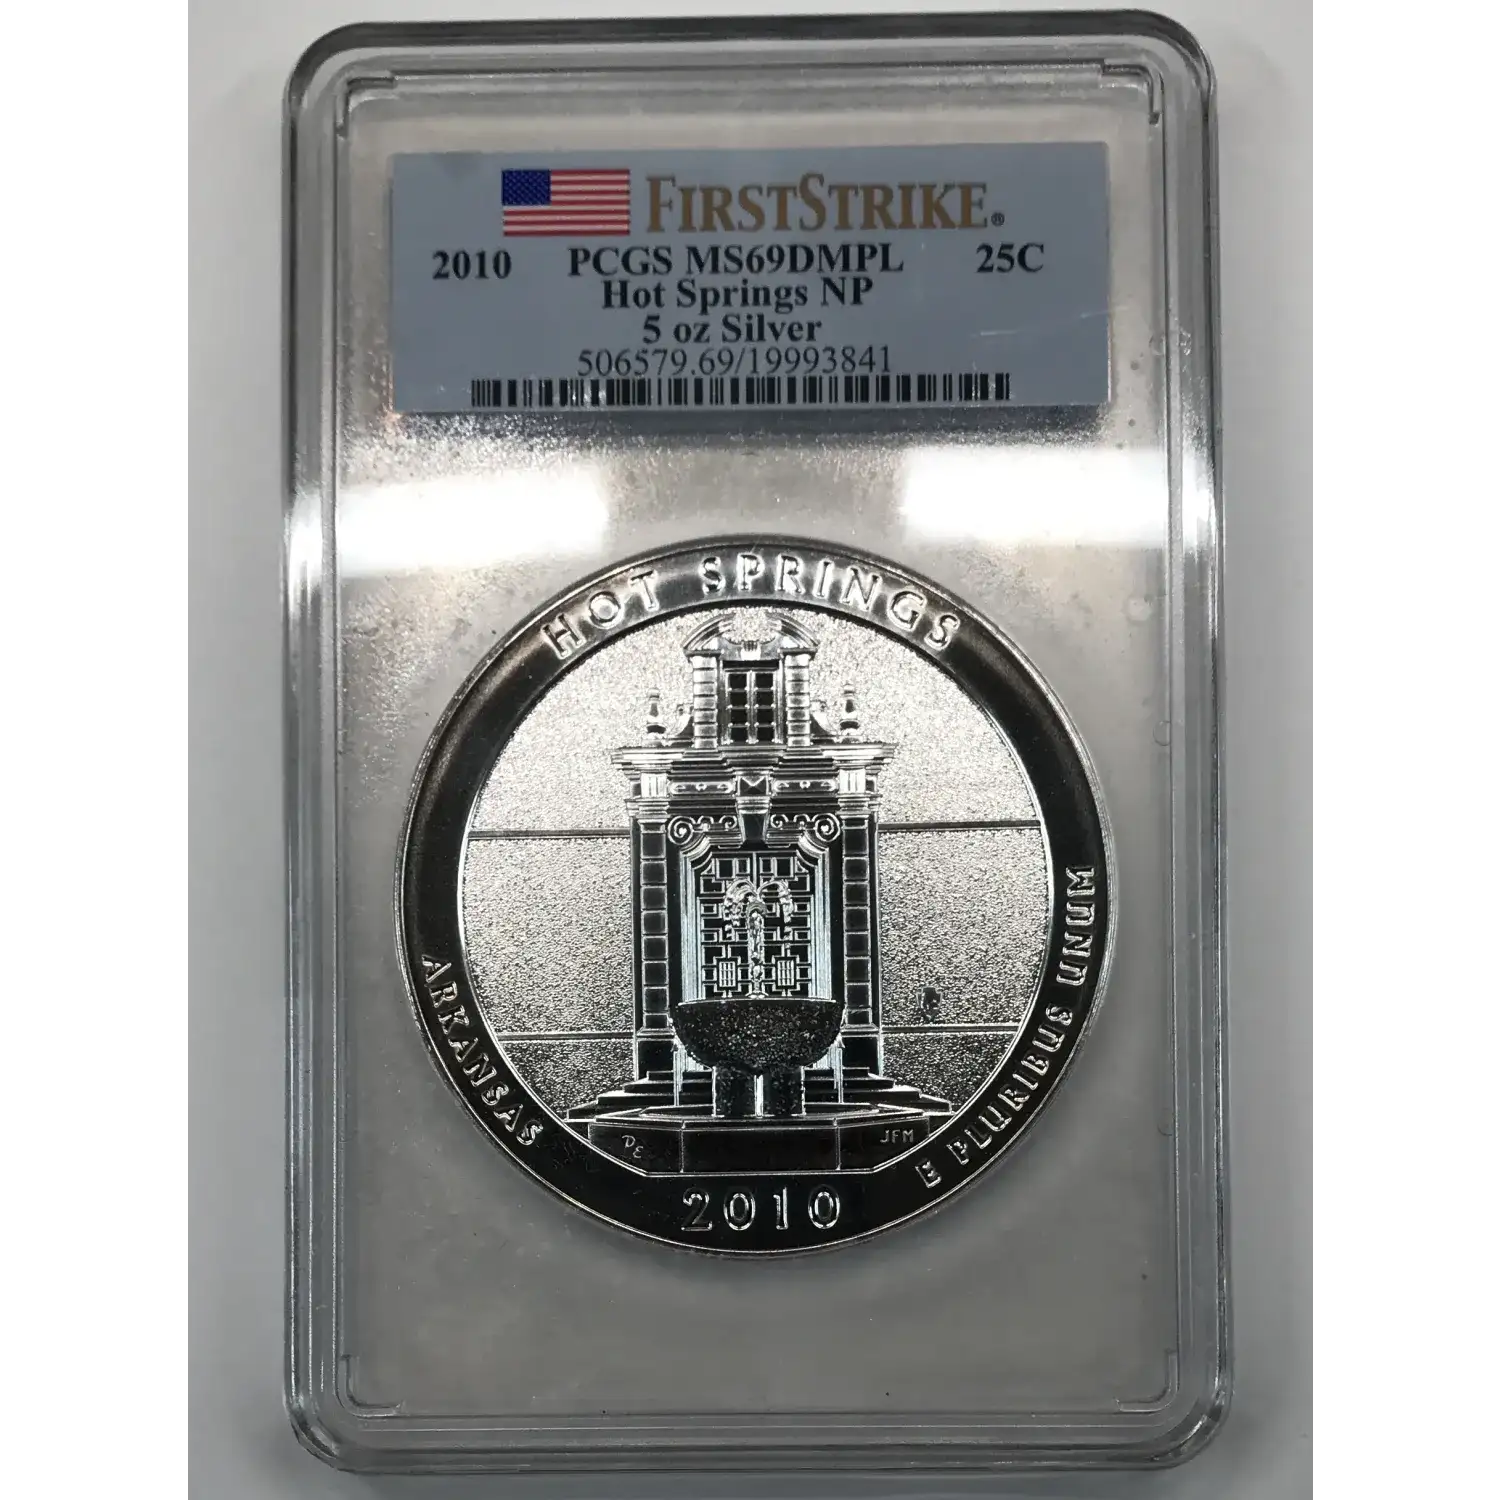 FIRSTSTRIKE®
2010 PCGS MS69DMPL 25C
Hot Springs NP
5 oz Silver
506579.69/19993841
HOT SPRINGS
ARKANSAS
E PLURIBUS UNUM
DE JFM
2010